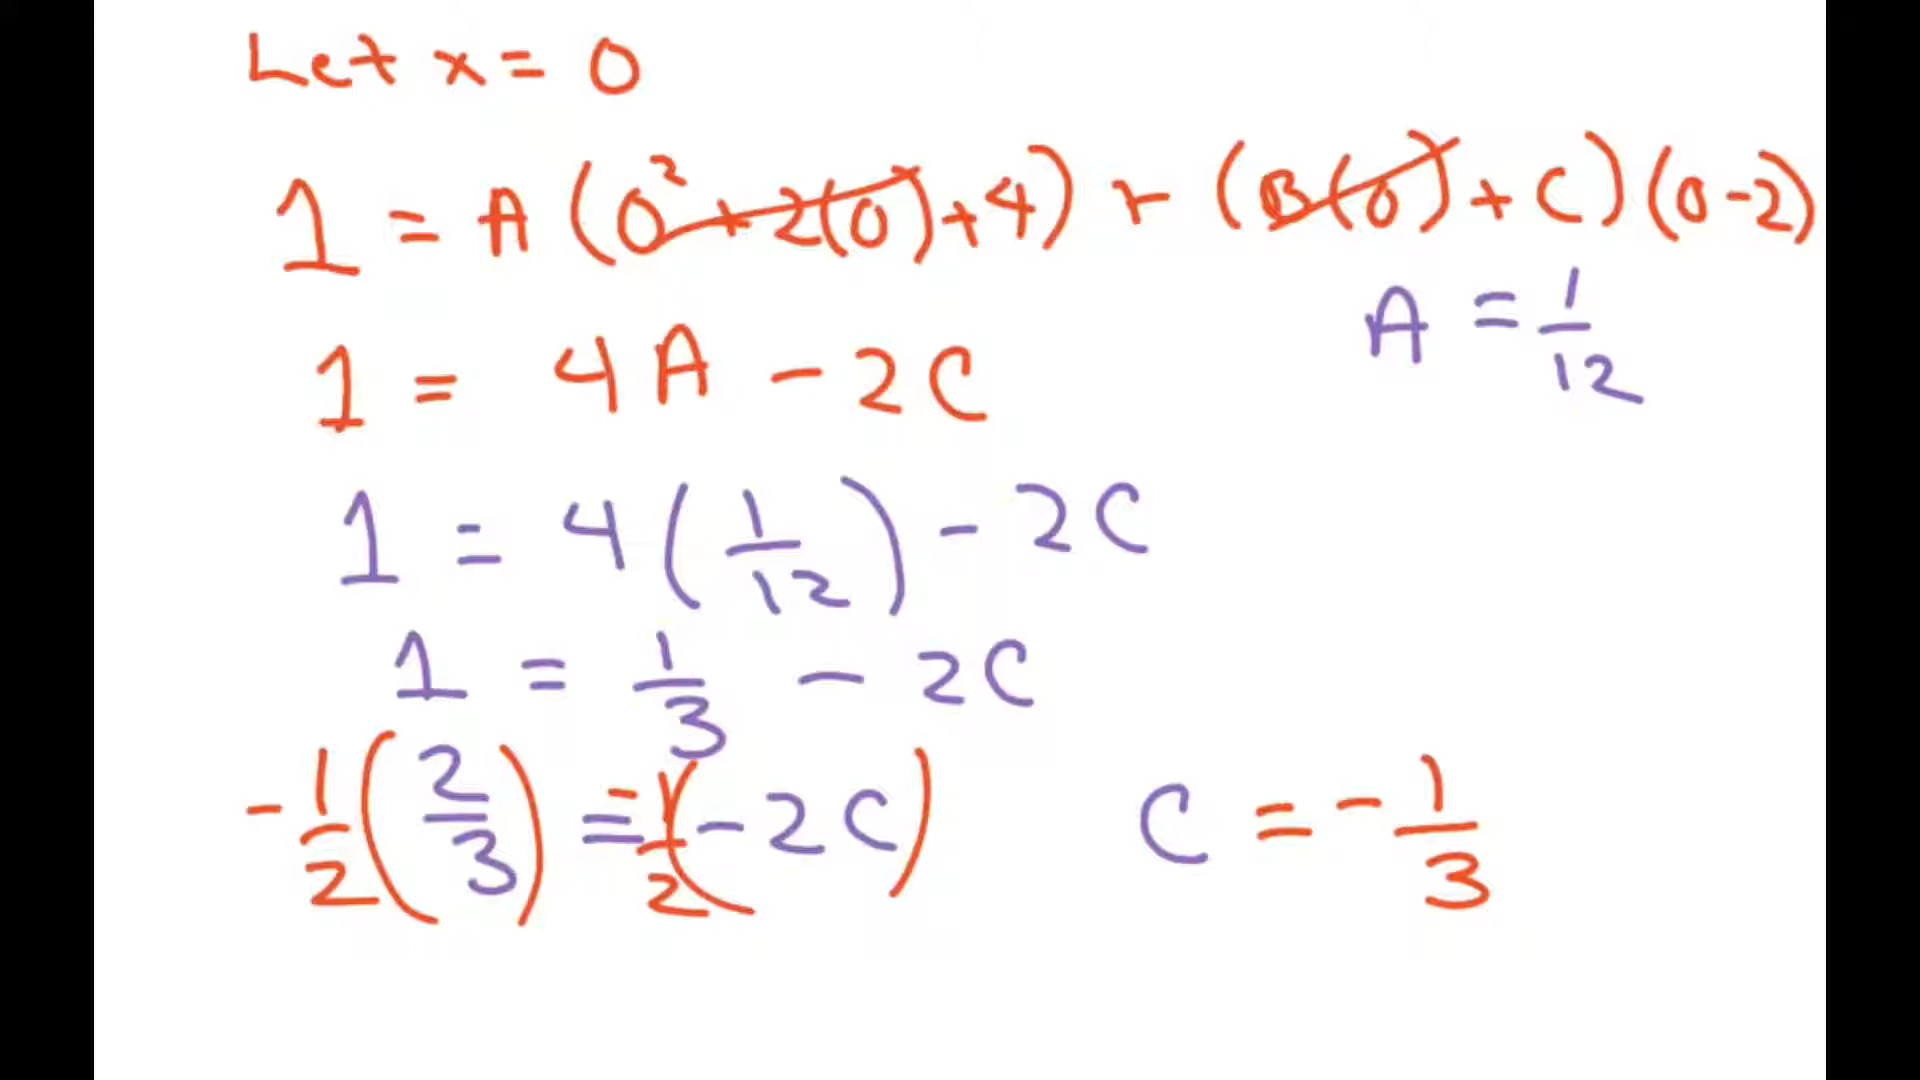 Let x = 0
1 = A(0² + 2(0) + 4) + (B(0) + C)(0 - 2)
A = 1/12
1 = 4A - 2C
1 = 4(1/12) - 2C
1 = 1/3 - 2C
-1/2(2/3) = -1/2(-2C)
C = -1/3